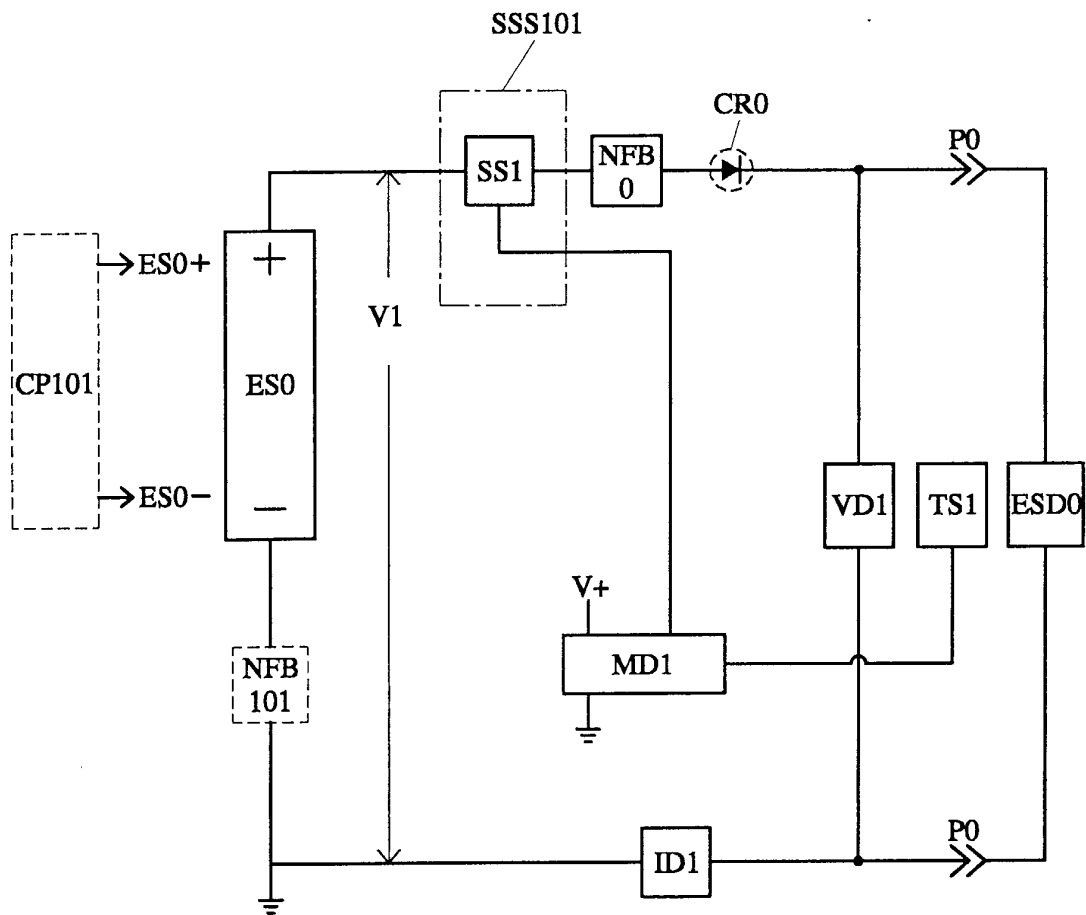 SSS101
CR0
P0
SS1
NFB
0
ES0+
+
V1
CP101
ES0
ES0−
−
VD1
TS1
ESD0
V+
MD1
NFB
101
ID1
P0